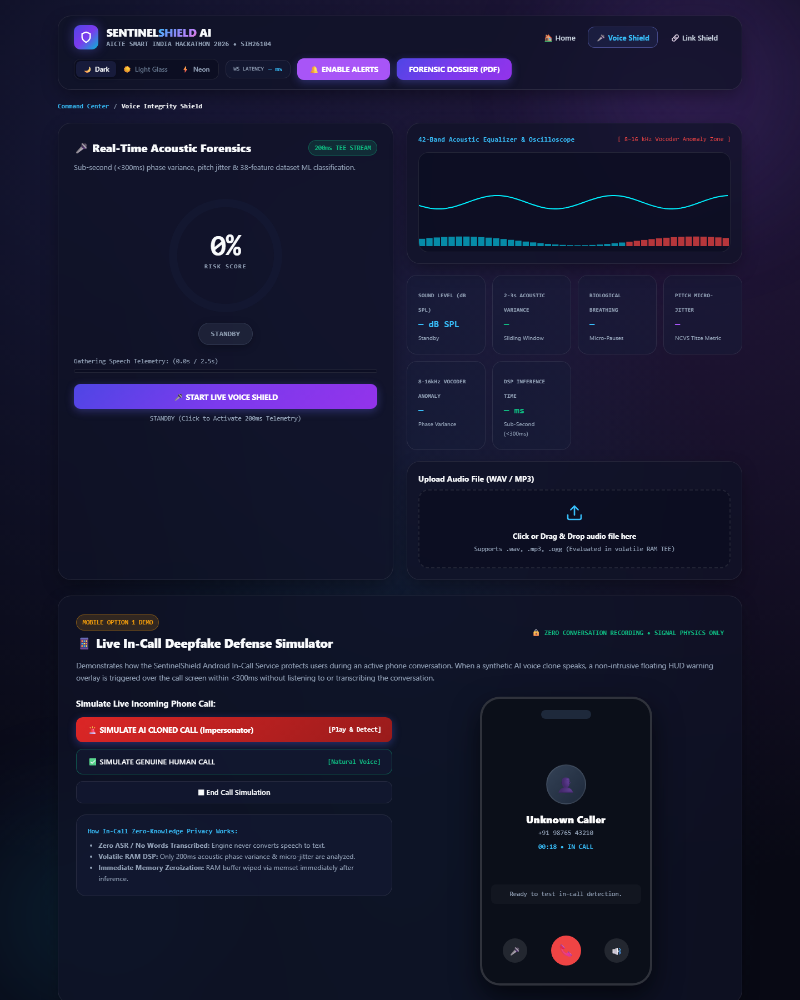 SENTINELSHIELD AI
AICTE SMART INDIA HACKATHON 2026 • SIH26104
Home
Voice Shield
Link Shield
Dark
Light Glass
Neon
WS LATENCY — ms
ENABLE ALERTS
FORENSIC DOSSIER (PDF)
Command Center / Voice Integrity Shield
Real-Time Acoustic Forensics
200ms TEE STREAM
Sub-second (<300ms) phase variance, pitch jitter & 38-feature dataset ML classification.
0%
RISK SCORE
STANDBY
Gathering Speech Telemetry: (0.0s / 2.5s)
START LIVE VOICE SHIELD
STANDBY (Click to Activate 200ms Telemetry)
42-Band Acoustic Equalizer & Oscilloscope
[ 8–16 kHz Vocoder Anomaly Zone ]
SOUND LEVEL (dB
SPL)
— dB SPL
Standby
2-3s ACOUSTIC
VARIANCE
—
Sliding Window
BIOLOGICAL
BREATHING
—
Micro-Pauses
PITCH MICRO-
JITTER
—
NCVS Titze Metric
8-16kHz VOCODER
ANOMALY
—
Phase Variance
DSP INFERENCE
TIME
— ms
Sub-Second
(<300ms)
Upload Audio File (WAV / MP3)
Click or Drag & Drop audio file here
Supports .wav, .mp3, .ogg (Evaluated in volatile RAM TEE)
MOBILE OPTION 1 DEMO
Live In-Call Deepfake Defense Simulator
ZERO CONVERSATION RECORDING • SIGNAL PHYSICS ONLY
Demonstrates how the SentinelShield Android In-Call Service protects users during an active phone conversation. When a synthetic AI voice clone speaks, a non-intrusive floating HUD warning
overlay is triggered over the call screen within <300ms without listening to or transcribing the conversation.
Simulate Live Incoming Phone Call:
SIMULATE AI CLONED CALL (Impersonator)
[Play & Detect]
SIMULATE GENUINE HUMAN CALL
[Natural Voice]
End Call Simulation
How In-Call Zero-Knowledge Privacy Works:
• Zero ASR / No Words Transcribed: Engine never converts speech to text.
• Volatile RAM DSP: Only 200ms acoustic phase variance & micro-jitter are analyzed.
• Immediate Memory Zeroization: RAM buffer wiped via memset immediately after
inference.
Unknown Caller
+91 98765 43210
00:18 • IN CALL
Ready to test in-call detection.